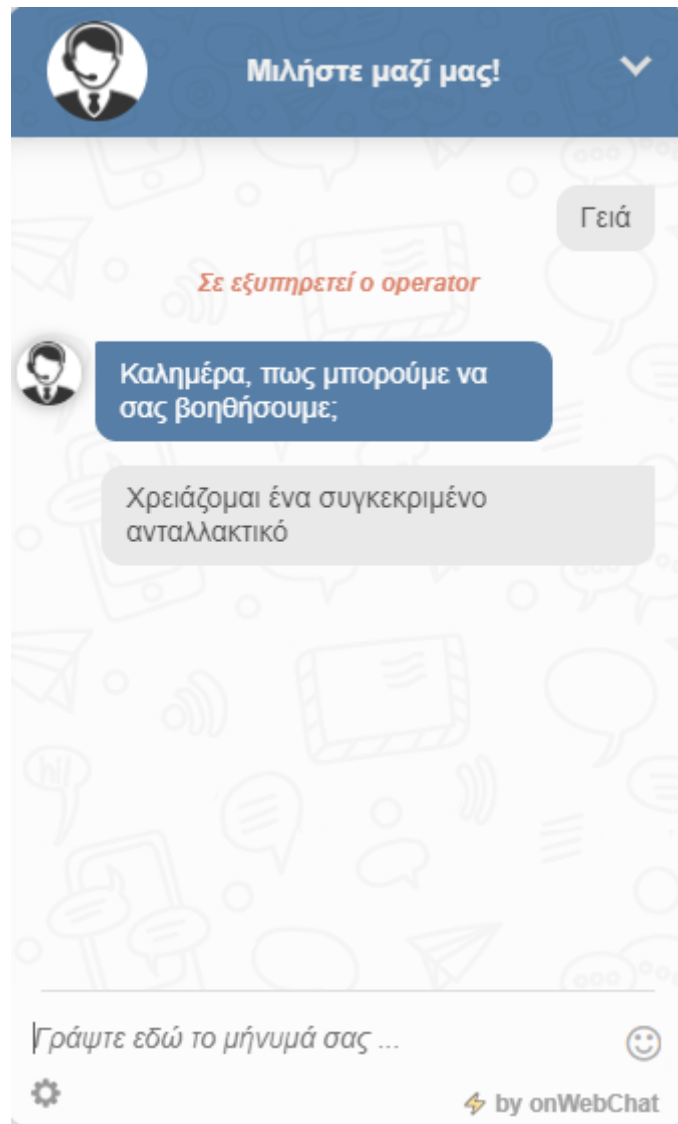 Μιλήστε μαζί μας!
Γειά
Σε εξυπηρετεί ο operator
Καλημέρα, πως μπορούμε να
σας βοηθήσουμε;
Χρειάζομαι ένα συγκεκριμένο
ανταλλακτικό
hi!
Γράψτε εδώ το μήνυμά σας ...
by onWebChat